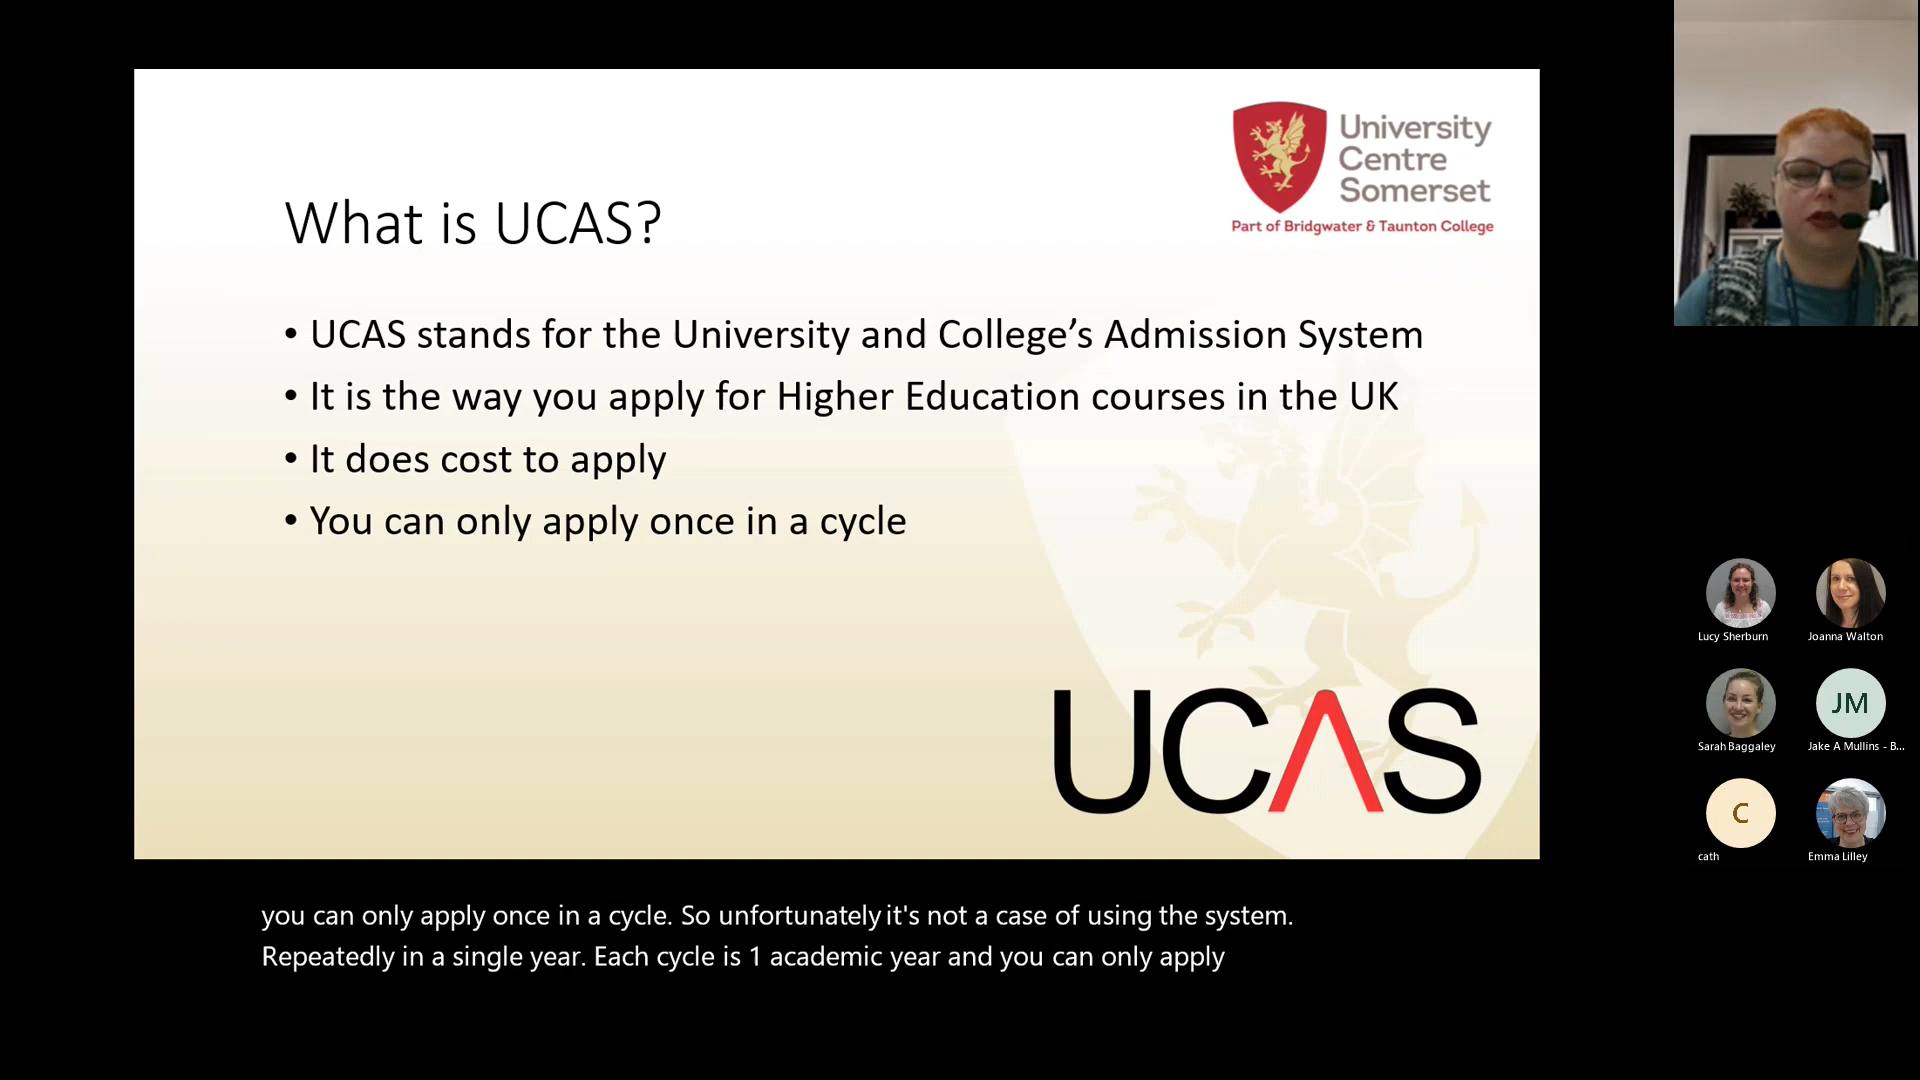 University
Centre
Somerset
Part of Bridgwater & Taunton College
What is UCAS?
• UCAS stands for the University and College’s Admission System
• It is the way you apply for Higher Education courses in the UK
• It does cost to apply
• You can only apply once in a cycle
UCAS
Lucy Sherburn
Joanna Walton
JM
Sarah Baggaley
Jake A Mullins - B...
C
cath
Emma Lilley
you can only apply once in a cycle. So unfortunately it's not a case of using the system.
Repeatedly in a single year. Each cycle is 1 academic year and you can only apply